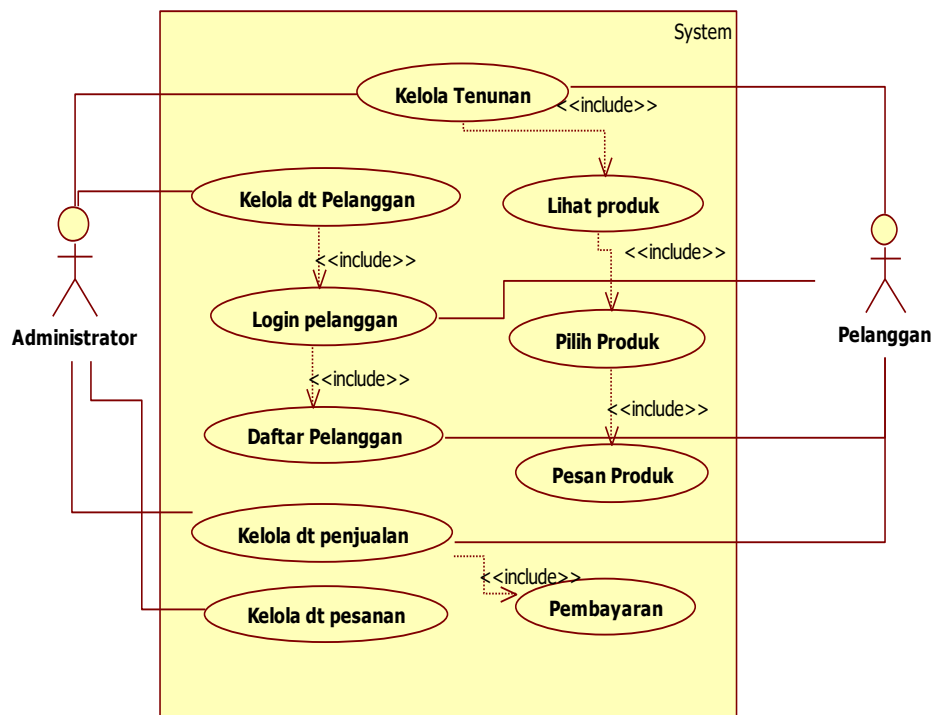 System
Kelola Tenunan
<<include>>
Kelola dt Pelanggan
Lihat produk
<<include>>
<<include>>
Login pelanggan
Pilih Produk
Administrator
Pelanggan
<<include>>
<<include>>
Daftar Pelanggan
Pesan Produk
Kelola dt penjualan
<<include>>
Kelola dt pesanan
Pembayaran